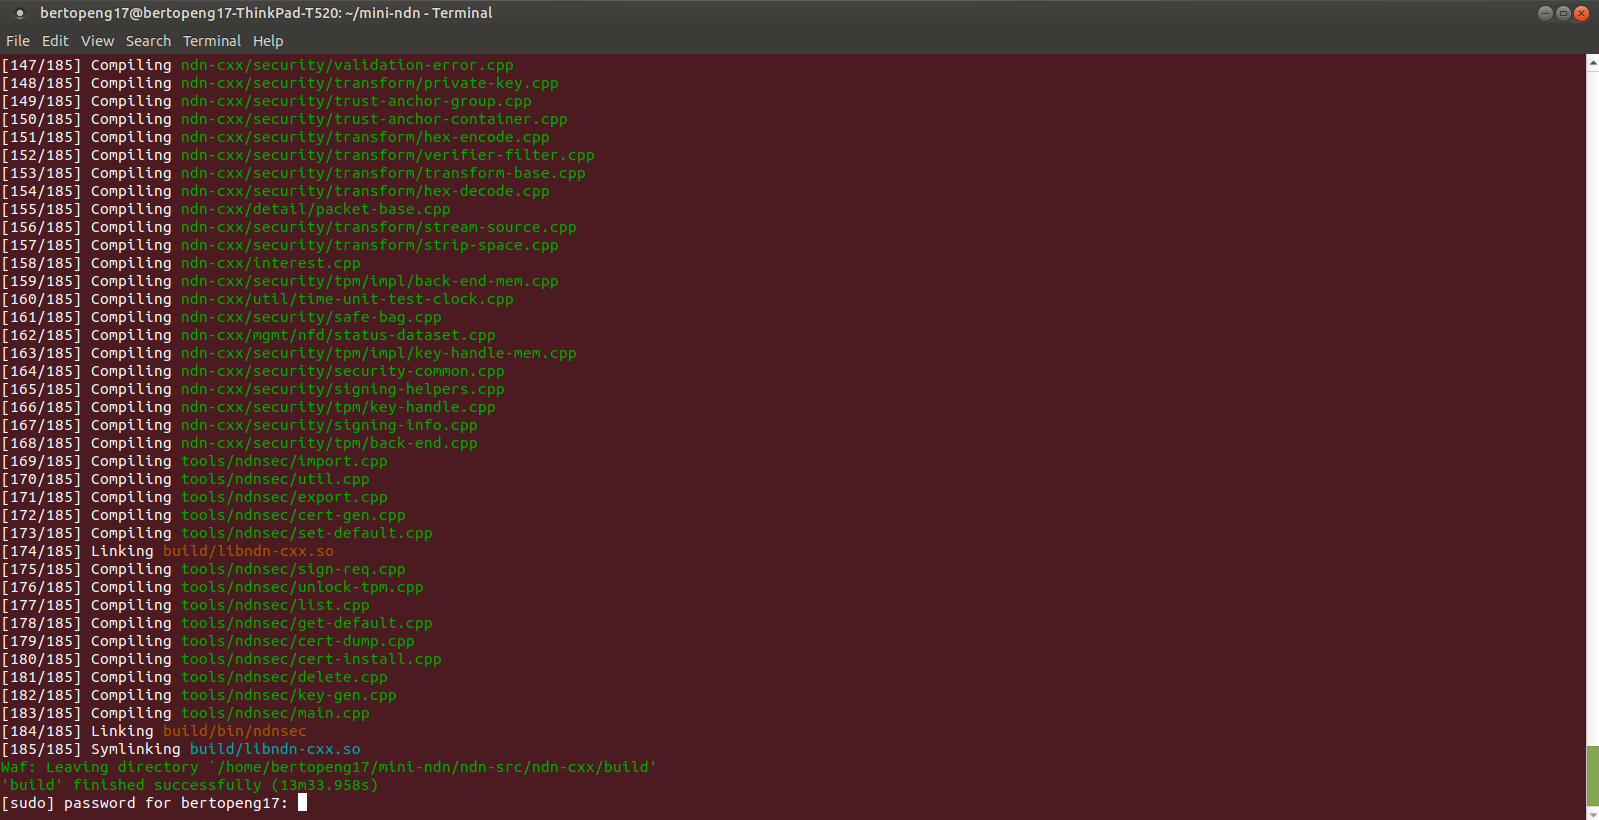 bertopeng17@bertopeng17-ThinkPad-T520: ~/mini-ndn - Terminal
File Edit View Search Terminal Help
[147/185] Compiling ndn-cxx/security/validation-error.cpp
[148/185] Compiling ndn-cxx/security/transform/private-key.cpp
[149/185] Compiling ndn-cxx/security/trust-anchor-group.cpp
[150/185] Compiling ndn-cxx/security/trust-anchor-container.cpp
[151/185] Compiling ndn-cxx/security/transform/hex-encode.cpp
[152/185] Compiling ndn-cxx/security/transform/verifier-filter.cpp
[153/185] Compiling ndn-cxx/security/transform/transform-base.cpp
[154/185] Compiling ndn-cxx/security/transform/hex-decode.cpp
[155/185] Compiling ndn-cxx/detail/packet-base.cpp
[156/185] Compiling ndn-cxx/security/transform/stream-source.cpp
[157/185] Compiling ndn-cxx/security/transform/strip-space.cpp
[158/185] Compiling ndn-cxx/interest.cpp
[159/185] Compiling ndn-cxx/security/tpm/impl/back-end-mem.cpp
[160/185] Compiling ndn-cxx/util/time-unit-test-clock.cpp
[161/185] Compiling ndn-cxx/security/safe-bag.cpp
[162/185] Compiling ndn-cxx/mgmt/nfd/status-dataset.cpp
[163/185] Compiling ndn-cxx/security/tpm/impl/key-handle-mem.cpp
[164/185] Compiling ndn-cxx/security/security-common.cpp
[165/185] Compiling ndn-cxx/security/signing-helpers.cpp
[166/185] Compiling ndn-cxx/security/tpm/key-handle.cpp
[167/185] Compiling ndn-cxx/security/signing-info.cpp
[168/185] Compiling ndn-cxx/security/tpm/back-end.cpp
[169/185] Compiling tools/ndnsec/import.cpp
[170/185] Compiling tools/ndnsec/util.cpp
[171/185] Compiling tools/ndnsec/export.cpp
[172/185] Compiling tools/ndnsec/cert-gen.cpp
[173/185] Compiling tools/ndnsec/set-default.cpp
[174/185] Linking build/libndn-cxx.so
[175/185] Compiling tools/ndnsec/sign-req.cpp
[176/185] Compiling tools/ndnsec/unlock-tpm.cpp
[177/185] Compiling tools/ndnsec/list.cpp
[178/185] Compiling tools/ndnsec/get-default.cpp
[179/185] Compiling tools/ndnsec/cert-dump.cpp
[180/185] Compiling tools/ndnsec/cert-install.cpp
[181/185] Compiling tools/ndnsec/delete.cpp
[182/185] Compiling tools/ndnsec/key-gen.cpp
[183/185] Compiling tools/ndnsec/main.cpp
[184/185] Linking build/bin/ndnsec
[185/185] Symlinking build/libndn-cxx.so
Waf: Leaving directory `/home/bertopeng17/mini-ndn/ndn-src/ndn-cxx/build'
'build' finished successfully (13m33.958s)
[sudo] password for bertopeng17: